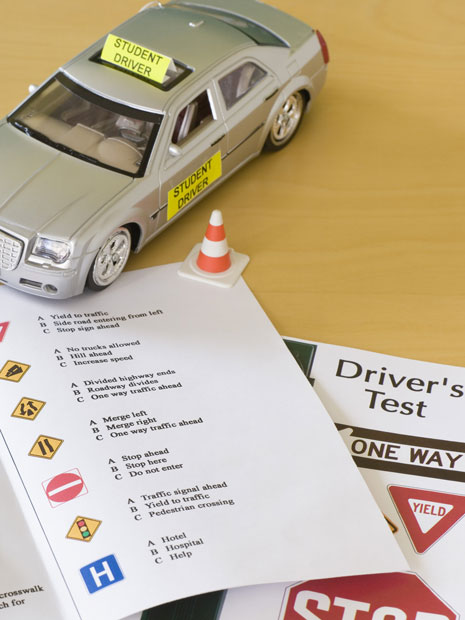 STUDENT
DRIVER
STUDENT
DRIVER
A Yield to traffic
B Side road entering from left
C Stop sign ahead
A No trucks allowed
B Hill ahead
C Increase speed
A Divided highway ends
B Roadway divides
C One way traffic ahead
A Merge left
B Merge right
C One way traffic ahead
A Stop ahead
B Stop here
C Do not enter
A Traffic signal ahead
B Yield to traffic
C Pedestrian crossing
H
A Hotel
B Hospital
C Help
crosswalk
ch for
Driver's
Test
ONE WAY
YIELD
STOP